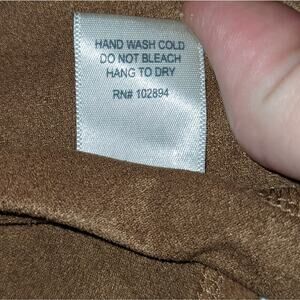 HAND WASH COLD
DO NOT BLEACH
HANG TO DRY
RN# 102894